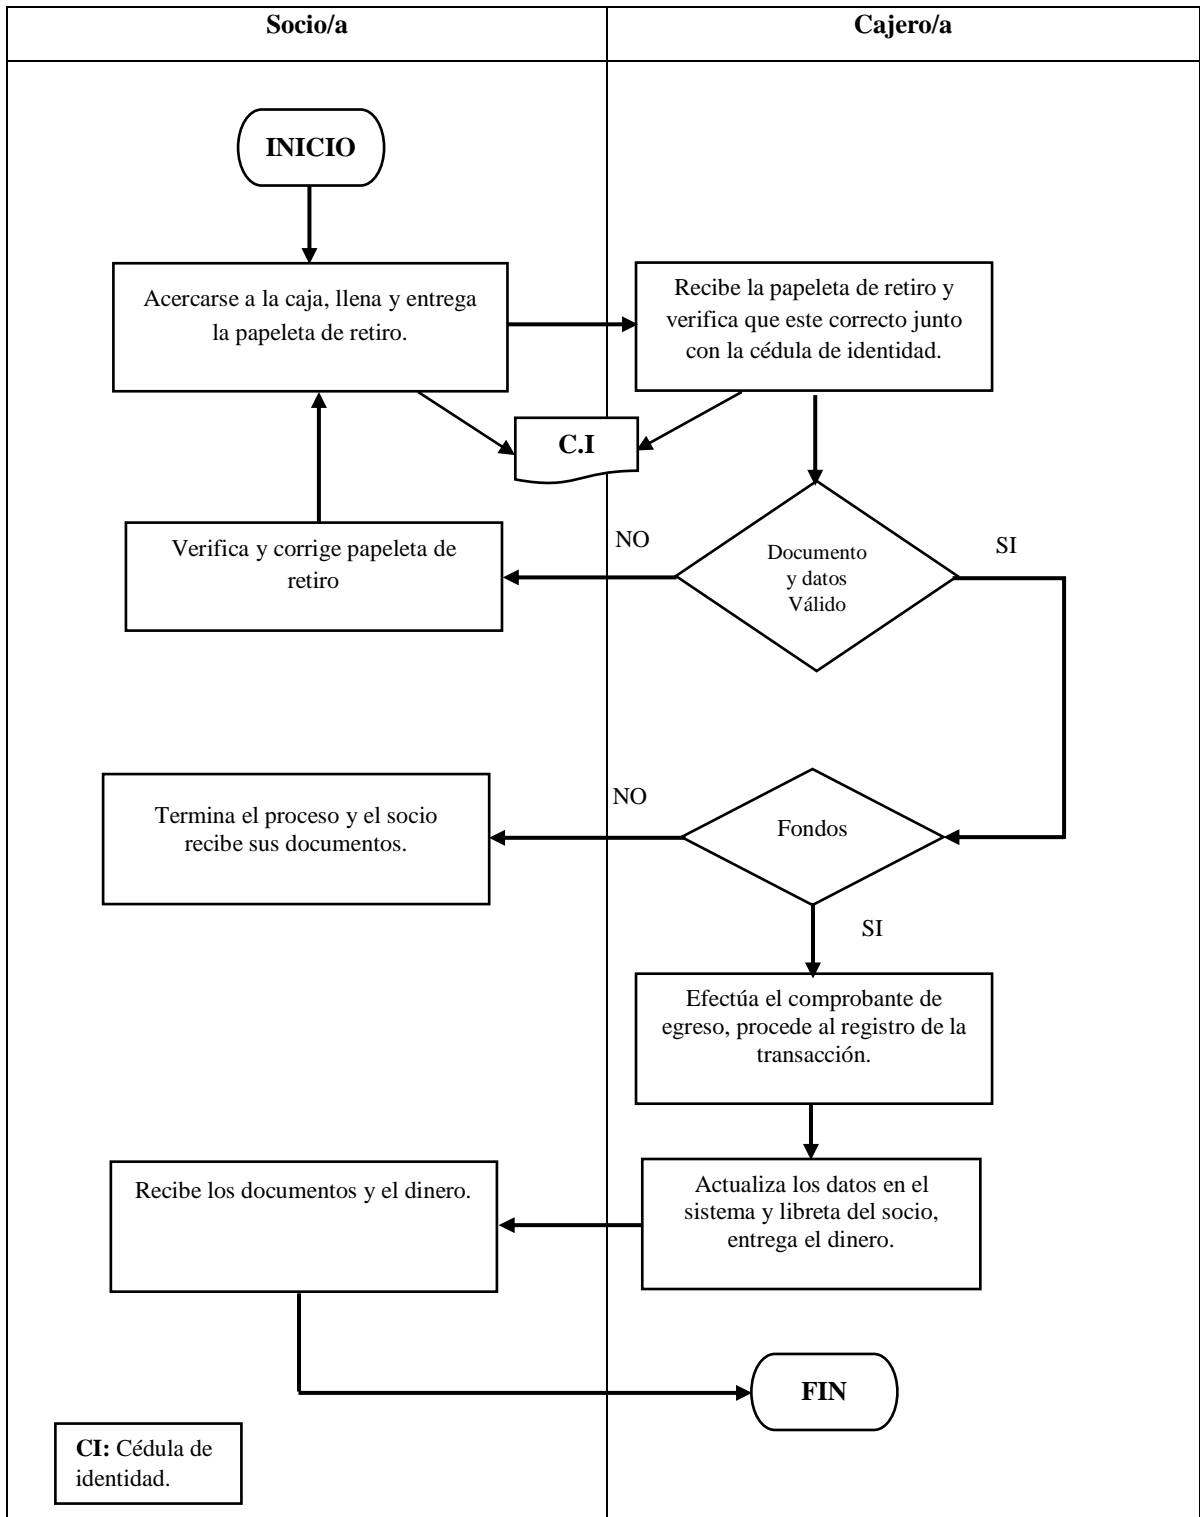 Socio/a
Cajero/a
INICIO
Acercarse a la caja, llena y entrega
la papeleta de retiro.
Recibe la papeleta de retiro y
verifica que este correcto junto
con la cédula de identidad.
C.I
Verifica y corrige papeleta de
retiro
NO
Documento
y datos
Válido
SI
Termina el proceso y el socio
recibe sus documentos.
NO
Fondos
SI
Efectúa el comprobante de
egreso, procede al registro de la
transacción.
Recibe los documentos y el dinero.
Actualiza los datos en el
sistema y libreta del socio,
entrega el dinero.
FIN
CI: Cédula de
identidad.